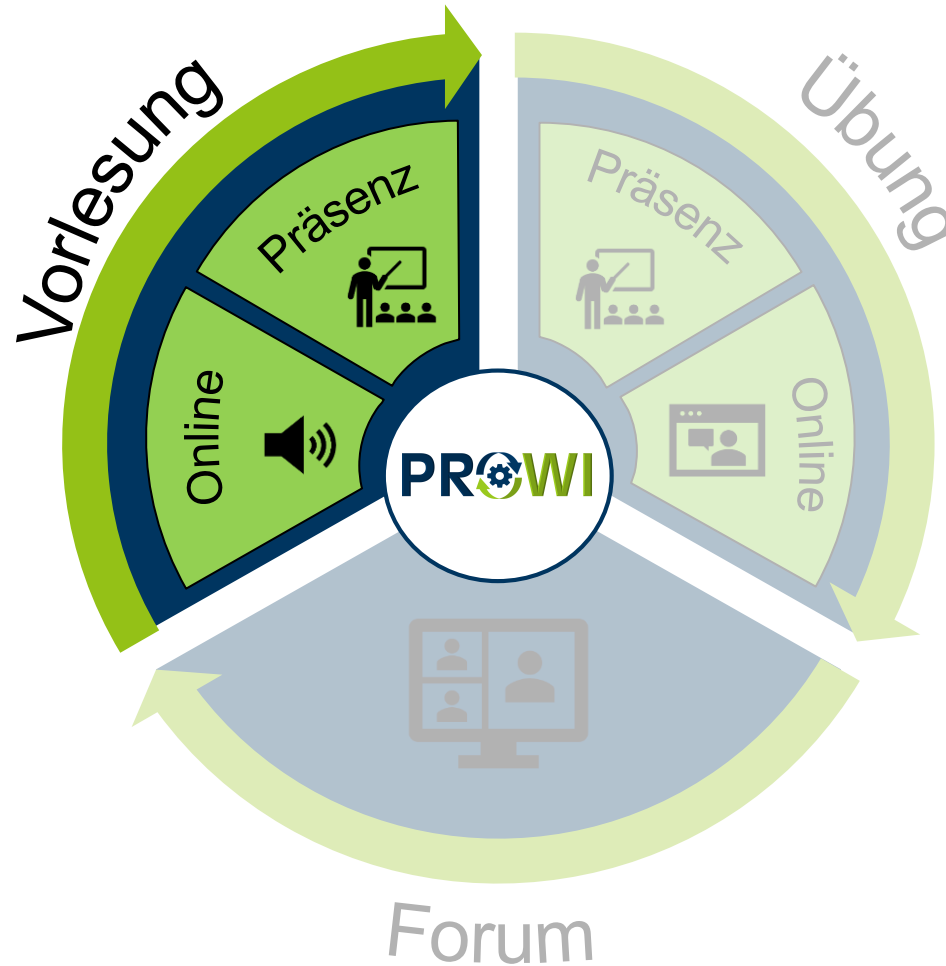 Vorlesung
Präsenz
Online
Übung
Präsenz
Online
PROWI
Forum